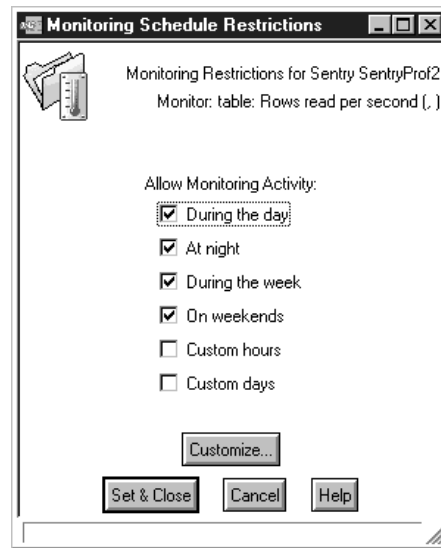 Monitoring Schedule Restrictions
Monitoring Restrictions for Sentry SentryProf2
Monitor: table: Rows read per second (, )
Allow Monitoring Activity:
During the day
At night
During the week
On weekends
Custom hours
Custom days
Customize...
Set & Close Cancel Help